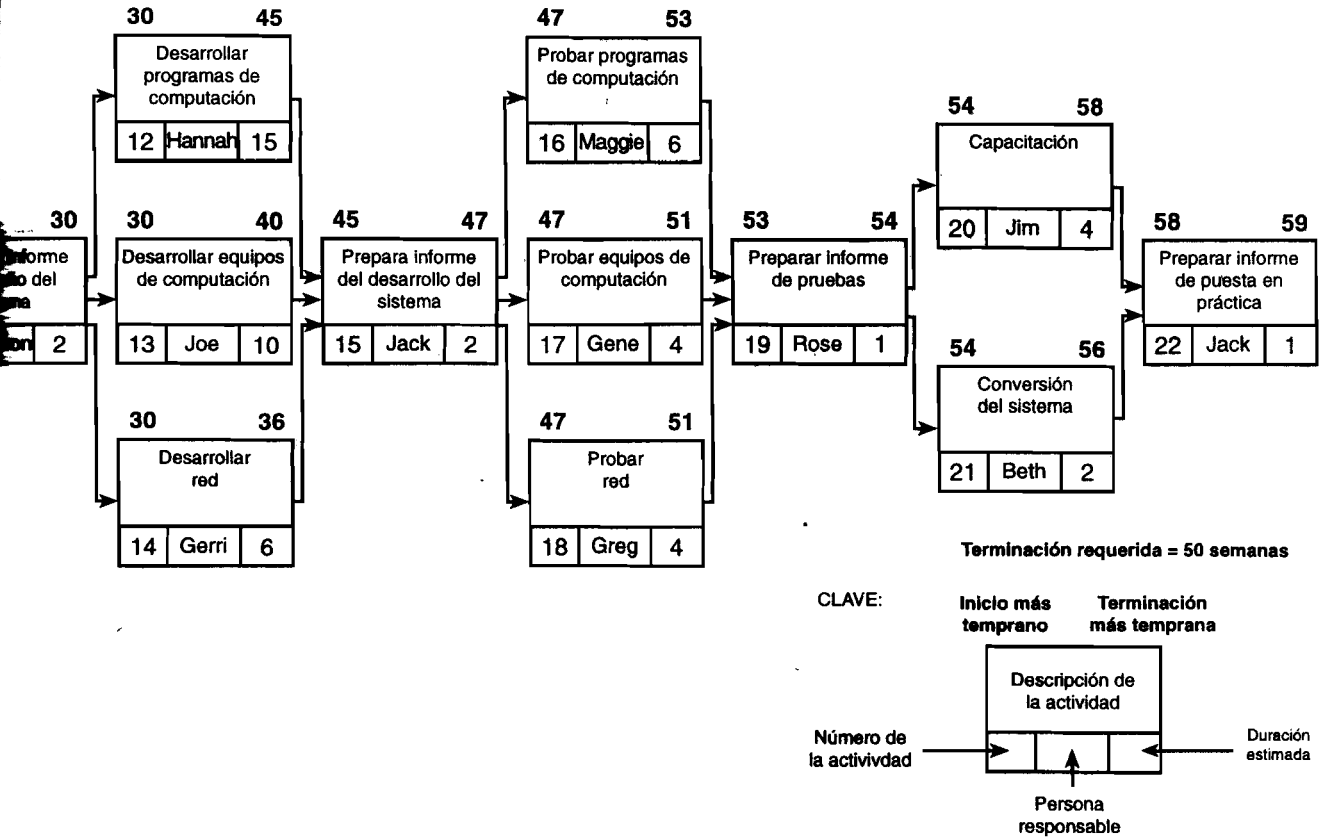 30 45
Desarrollar
programas de
computación
12 Hannah 15
47 53
Probar programas
de computación
16 Maggie 6
54 58
Capacitación
20 Jim 4
30
del
2
30 40
Desarrollar equipos
de computación
13 Joe 10
45 47
Prepara informe
del desarrollo del
sistema
15 Jack 2
47 51
Probar equipos de
computación
17 Gene 4
53 54
Preparar informe
de pruebas
19 Rose 1
58 59
Preparar informe
de puesta en
práctica
22 Jack 1
54 56
Conversión
del sistema
21 Beth 2
30 36
Desarrollar
red
14 Gerri 6
47 51
Probar
red
18 Greg 4
Terminación requerida = 50 semanas
CLAVE:
Inicio más
temprano
Terminación
más temprana
Descripción de
la actividad
Número de
la activivdad
Duración
estimada
Persona
responsable